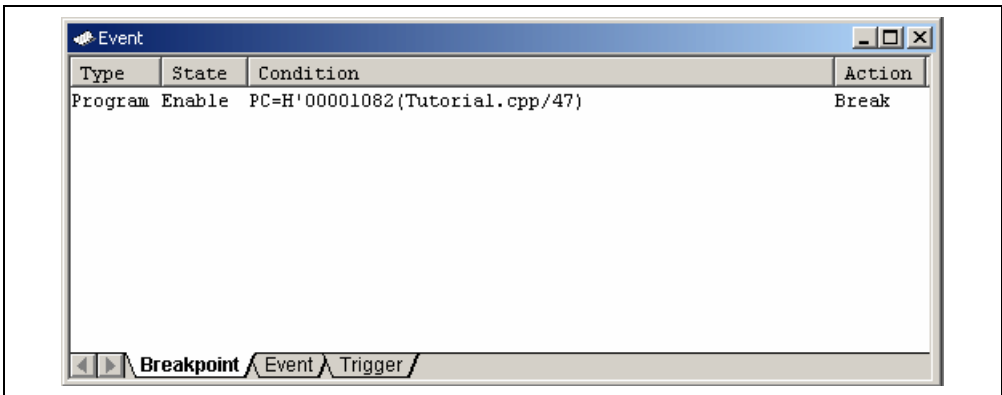 Event
Type State Condition Action
Program Enable PC=H'00001082(Tutorial.cpp/47) Break
Breakpoint Event Trigger